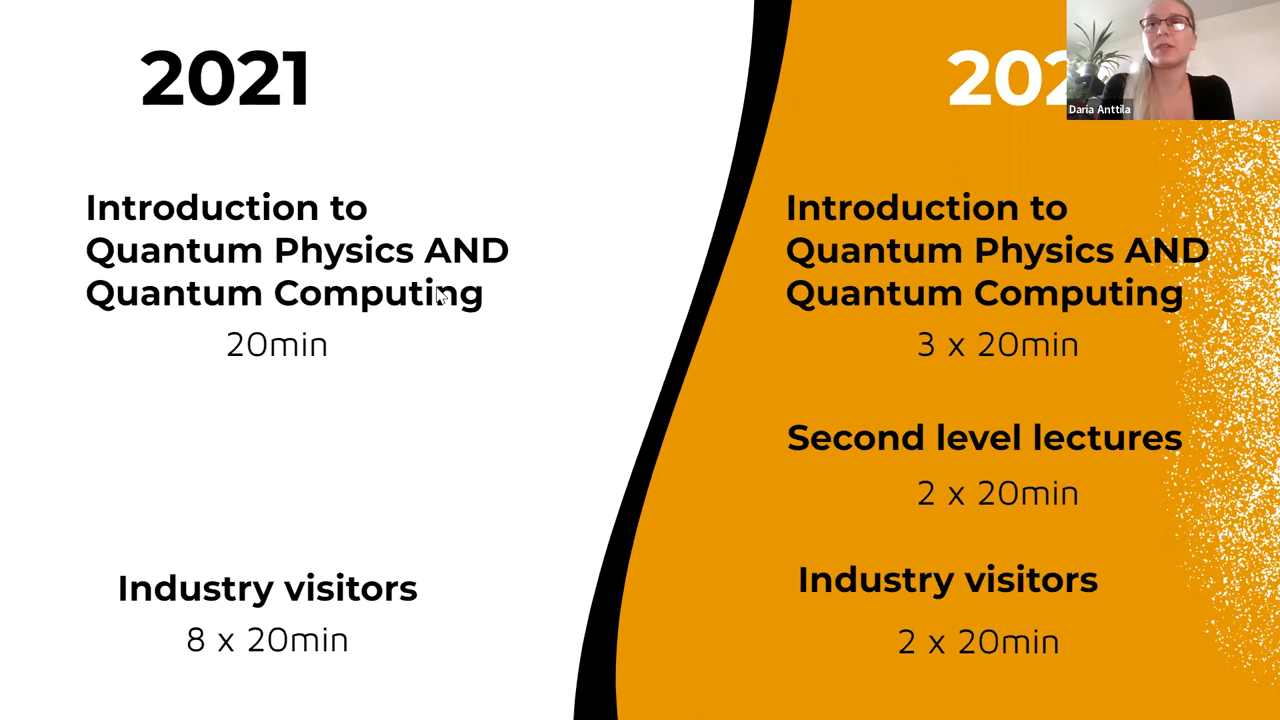 2021
Introduction to
Quantum Physics AND
Quantum Computing
20min
Industry visitors
8 x 20min
Introduction to
Quantum Physics AND
Quantum Computing
3 x 20min
Second level lectures
2 x 20min
Industry visitors
2 x 20min
Daria Anttila